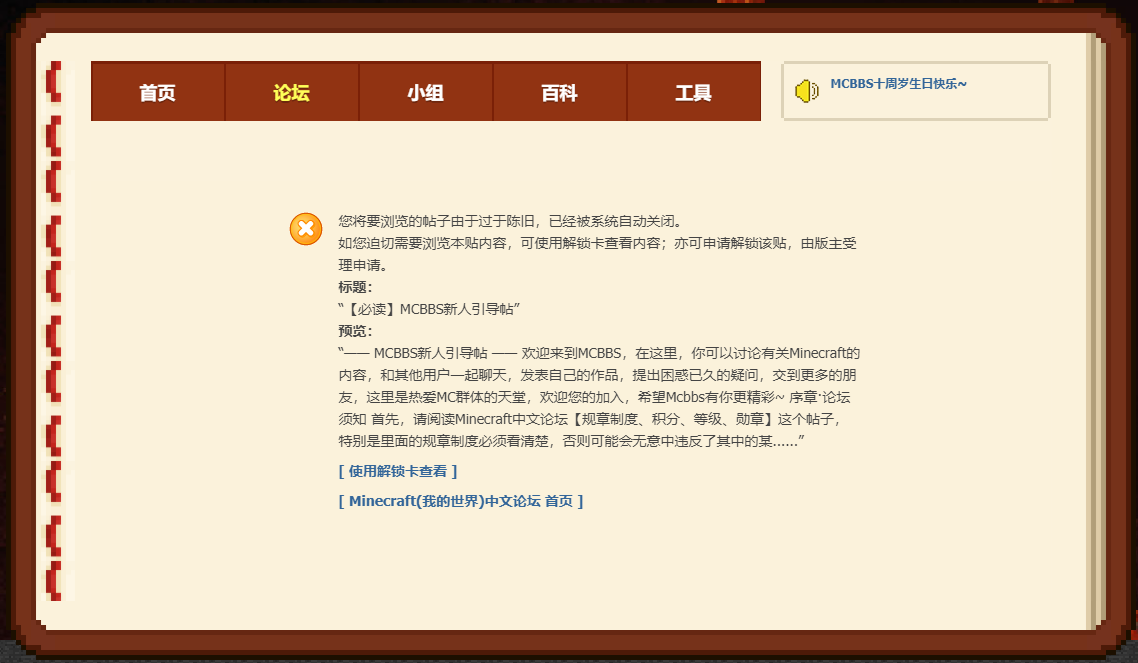 首页 论坛 小组 百科 工具
MCBBS十周岁生日快乐~
您将要浏览的帖子由于过于陈旧，已经被系统自动关闭。
如您迫切需要浏览本贴内容，可使用解锁卡查看内容；亦可申请解锁该贴，由版主受
理申请。
标题：
“【必读】MCBBS新人引导帖”
预览：
“—— MCBBS新人引导帖 —— 欢迎来到MCBBS，在这里，你可以讨论有关Minecraft的
内容，和其他用户一起聊天，发表自己的作品，提出困惑已久的疑问，交到更多的朋
友，这里是热爱MC群体的天堂，欢迎您的加入，希望Mcbbs有你更精彩~ 序章·论坛
须知 首先，请阅读Minecraft中文论坛【规章制度、积分、等级、勋章】这个帖子，
特别是里面的规章制度必须看清楚，否则可能会无意中违反了其中的某......”
[ 使用解锁卡查看 ]
[ Minecraft(我的世界)中文论坛 首页 ]